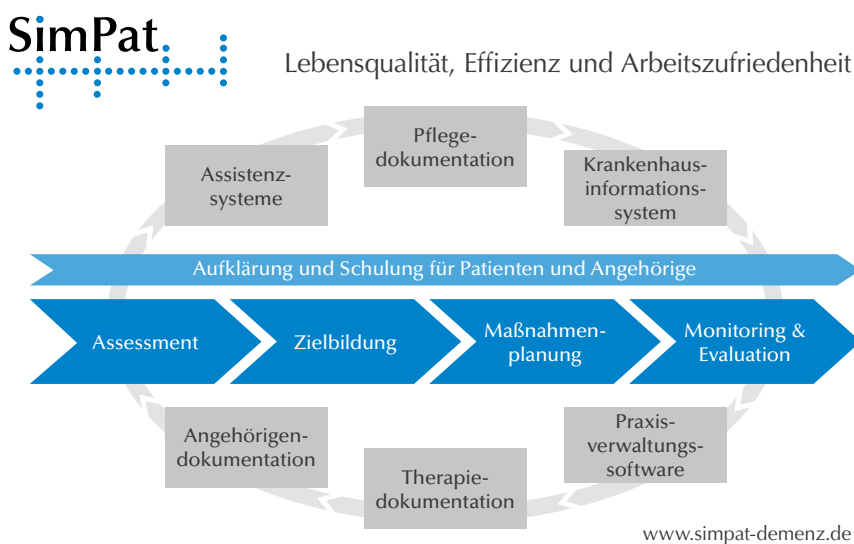 SimPat
Lebensqualität, Effizienz und Arbeitszufriedenheit
Pflege-
dokumentation
Assistenz-
systeme
Krankenhaus-
informations-
system
Aufklärung und Schulung für Patienten und Angehörige
Assessment
Zielbildung
Maßnahmen-
planung
Monitoring &
Evaluation
Angehörigen-
dokumentation
Therapie-
dokumentation
Praxis-
verwaltungs-
software
www.simpat-demenz.de